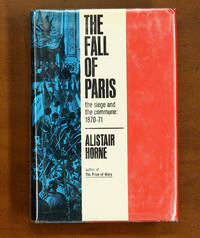 THE
FALL
OF
PARIS
the siege and
the commune:
1870-71
ALISTAIR
HORNE
author of
The Price of Glory